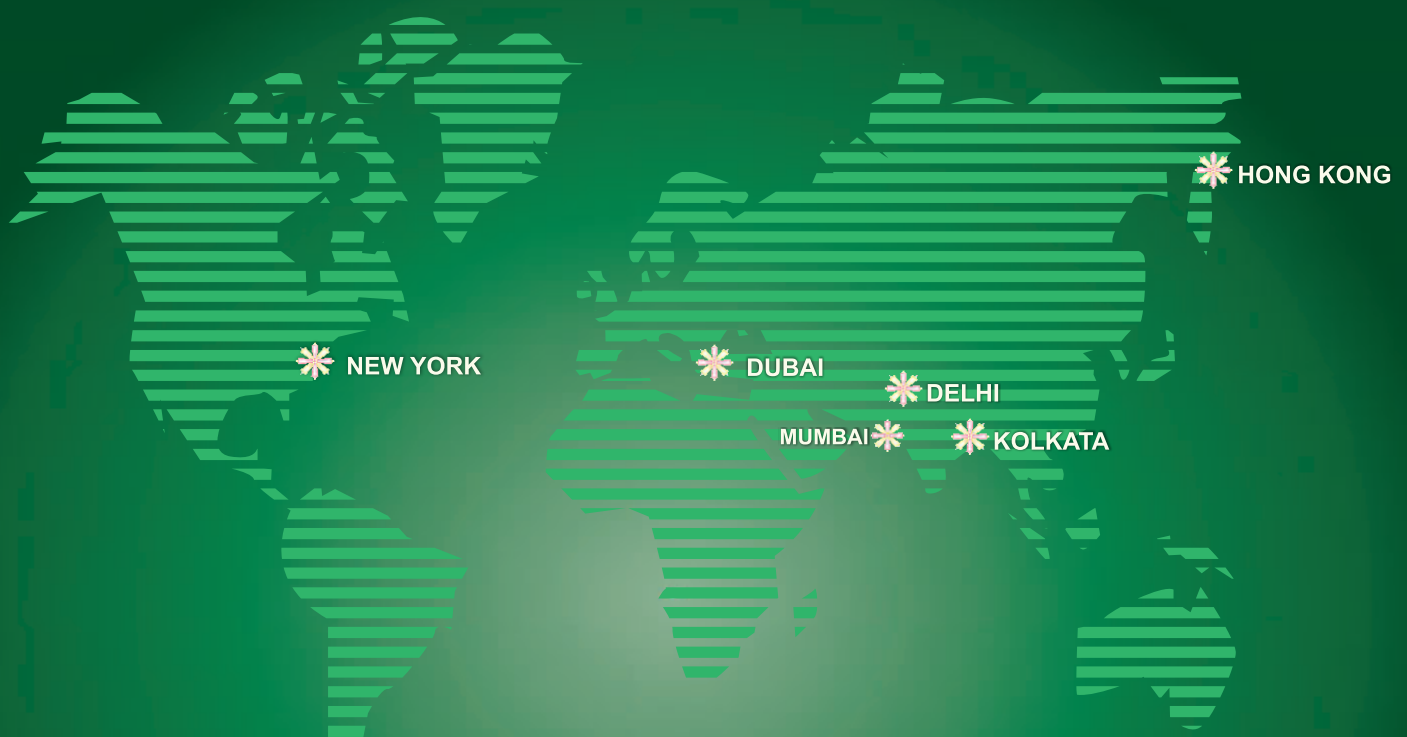 HONG KONG
NEW YORK
DUBAI
DELHI
MUMBAI
KOLKATA